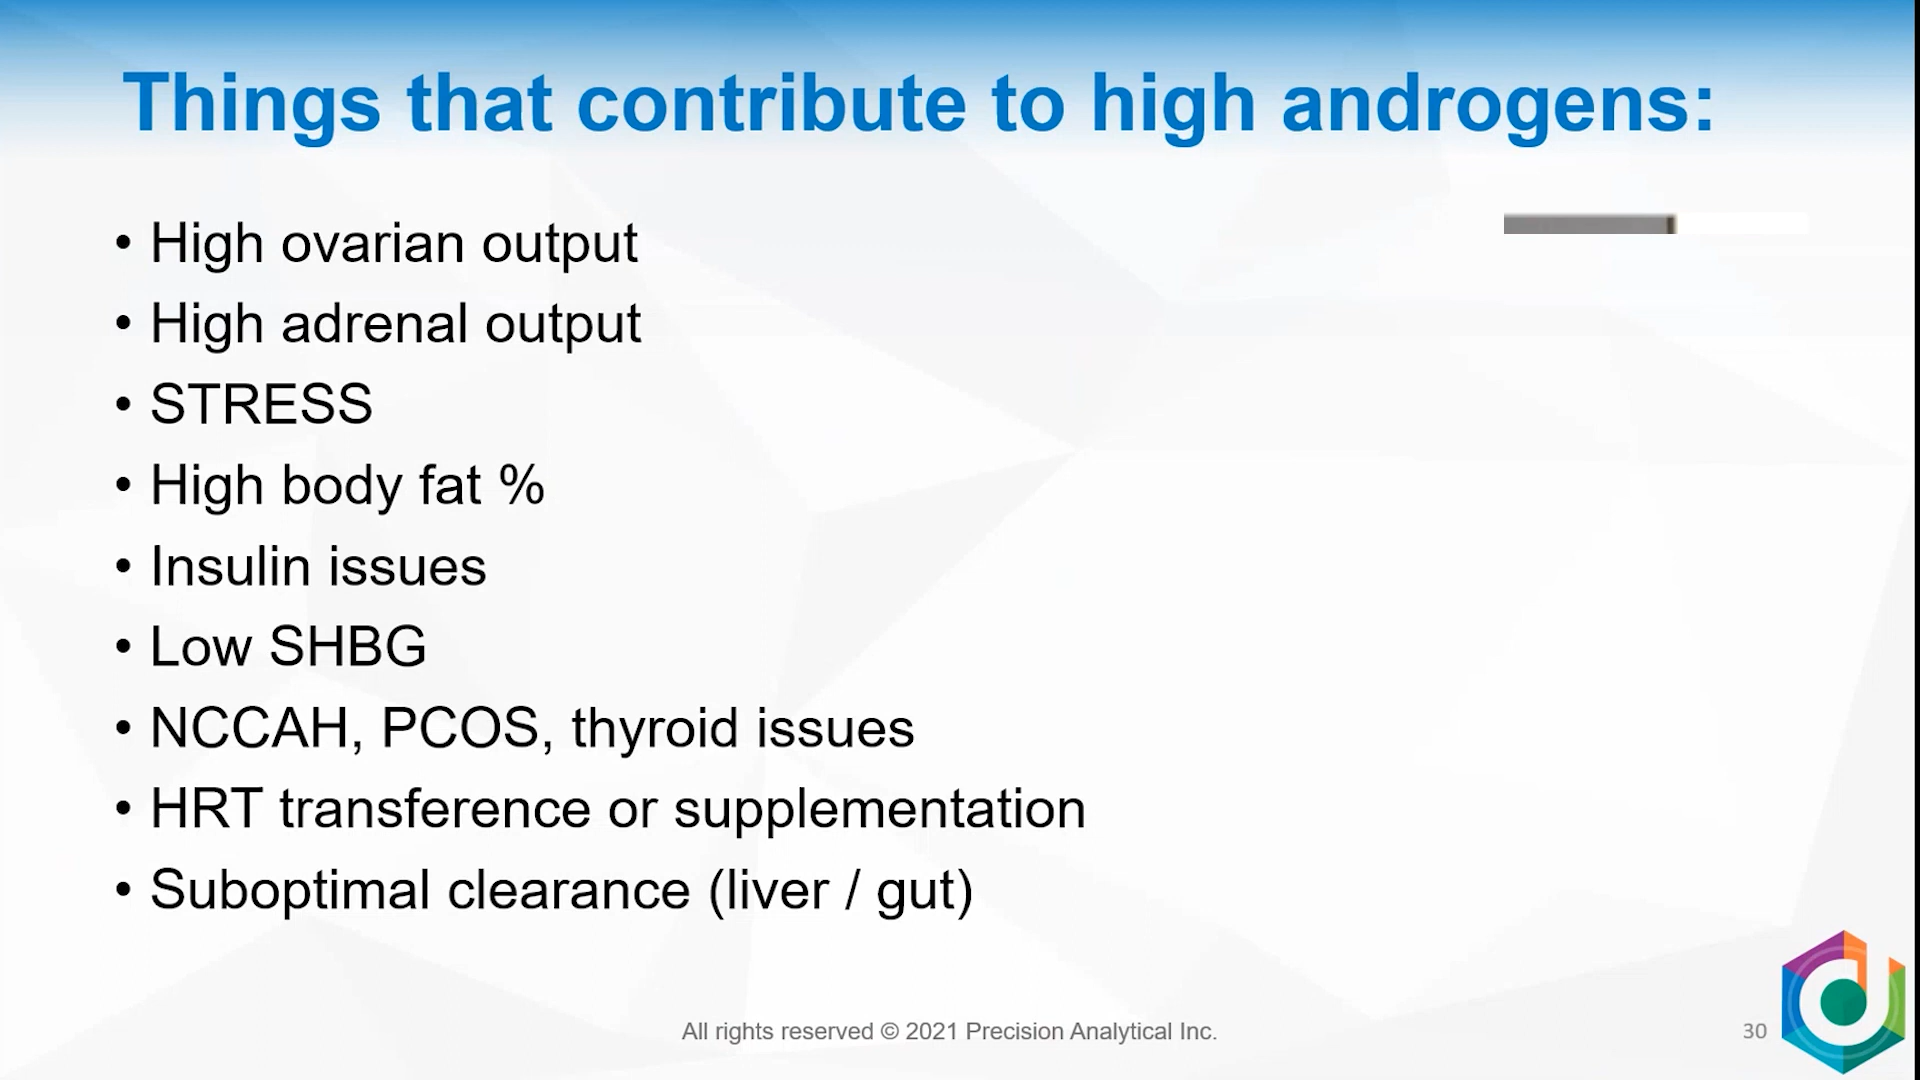 Things that contribute to high androgens:
• High ovarian output
• High adrenal output
• STRESS
• High body fat %
• Insulin issues
• Low SHBG
• NCCAH, PCOS, thyroid issues
• HRT transference or supplementation
• Suboptimal clearance (liver / gut)
All rights reserved © 2021 Precision Analytical Inc.
30